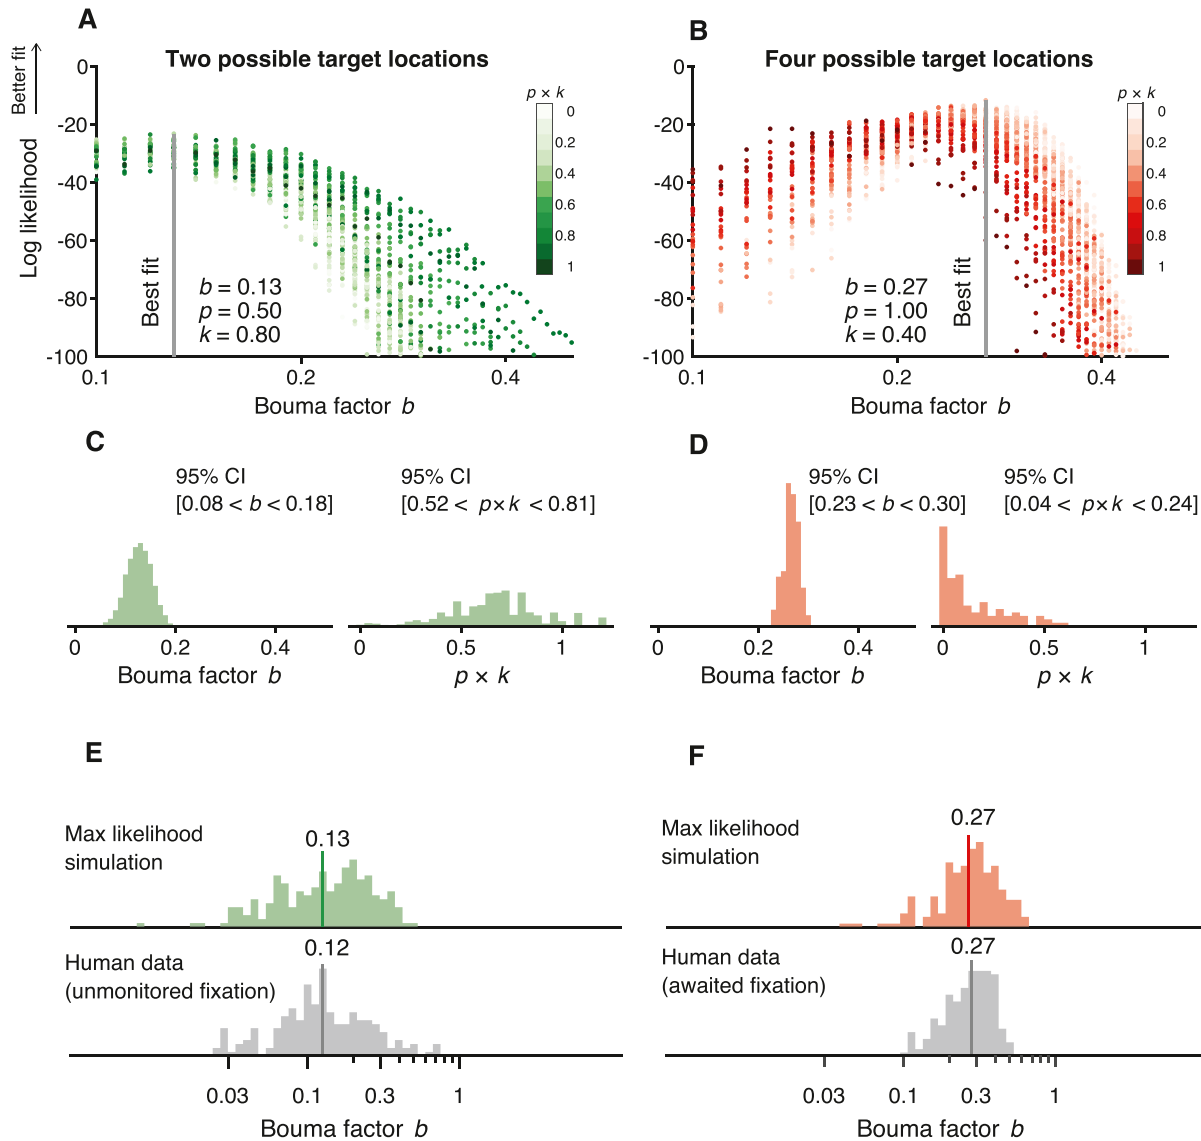 A
Better fit
Two possible target locations
Log likelihood
0
-20
-40
-60
-80
-100
p × k
0
0.2
0.4
0.6
0.8
1
Best fit
b = 0.13
p = 0.50
k = 0.80
0.1
0.2
0.4
Bouma factor b
B
Four possible target locations
0
-20
-40
-60
-80
-100
p × k
0
0.2
0.4
0.6
0.8
1
b = 0.27
p = 1.00
k = 0.40
Best fit
0.1
0.2
0.4
Bouma factor b
C
95% CI
[0.08 < b < 0.18]
0
0.2
0.4
Bouma factor b
95% CI
[0.52 < p×k < 0.81]
0
0.5
1
p × k
D
95% CI
[0.23 < b < 0.30]
0
0.2
0.4
Bouma factor b
95% CI
[0.04 < p×k < 0.24]
0
0.5
1
p × k
E
Max likelihood
simulation
0.13
Human data
(unmonitored fixation)
0.12
0.03
0.1
0.3
1
Bouma factor b
F
Max likelihood
simulation
0.27
Human data
(awaited fixation)
0.27
0.03
0.1
0.3
1
Bouma factor b